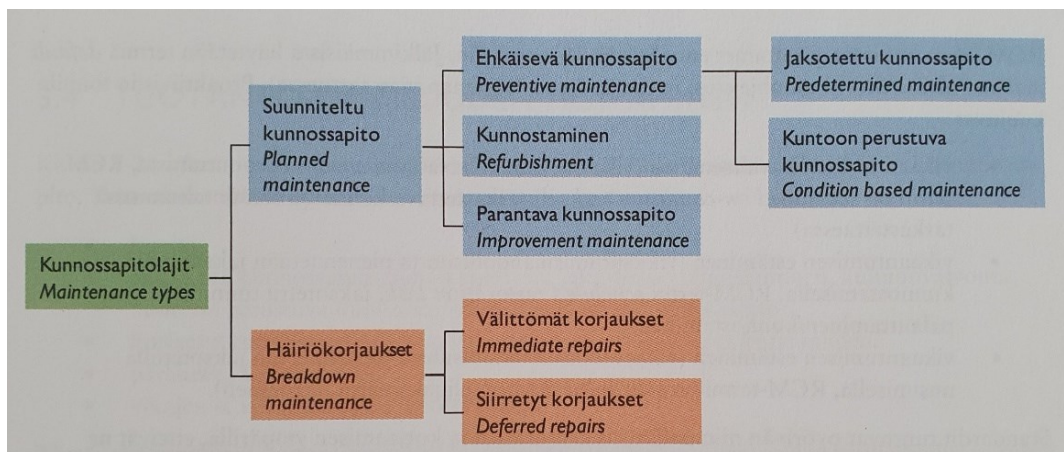 Kunnossapitolajit
Maintenance types
Suunniteltu
kunnossapito
Planned
maintenance
Ehkäisevä kunnossapito
Preventive maintenance
Jaksotettu kunnossapito
Predetermined maintenance
Kuntoon perustuva
kunnossapito
Condition based maintenance
Kunnostaminen
Refurbishment
Parantava kunnossapito
Improvement maintenance
Häiriökorjaukset
Breakdown
maintenance
Välittömät korjaukset
Immediate repairs
Siirretyt korjaukset
Deferred repairs